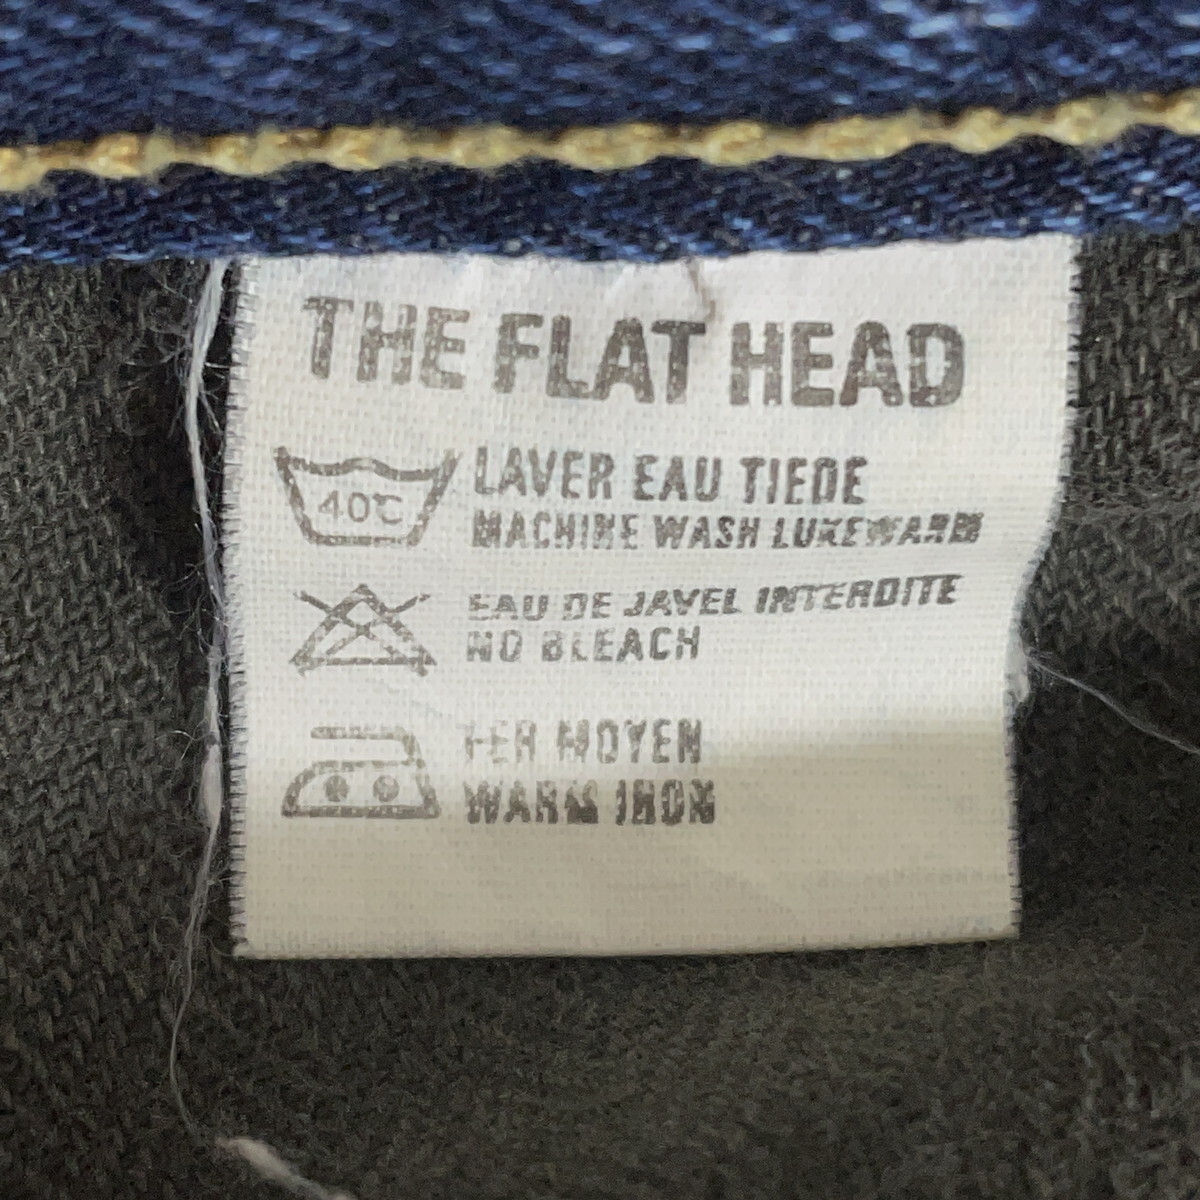 THE FLAT HEAD
40℃
LAVER EAU TIEDE
MACHINE WASH LUKEWARM
EAU DE JAVEL INTERDITE
NO BLEACH
FER MOYEN
WARM IRON